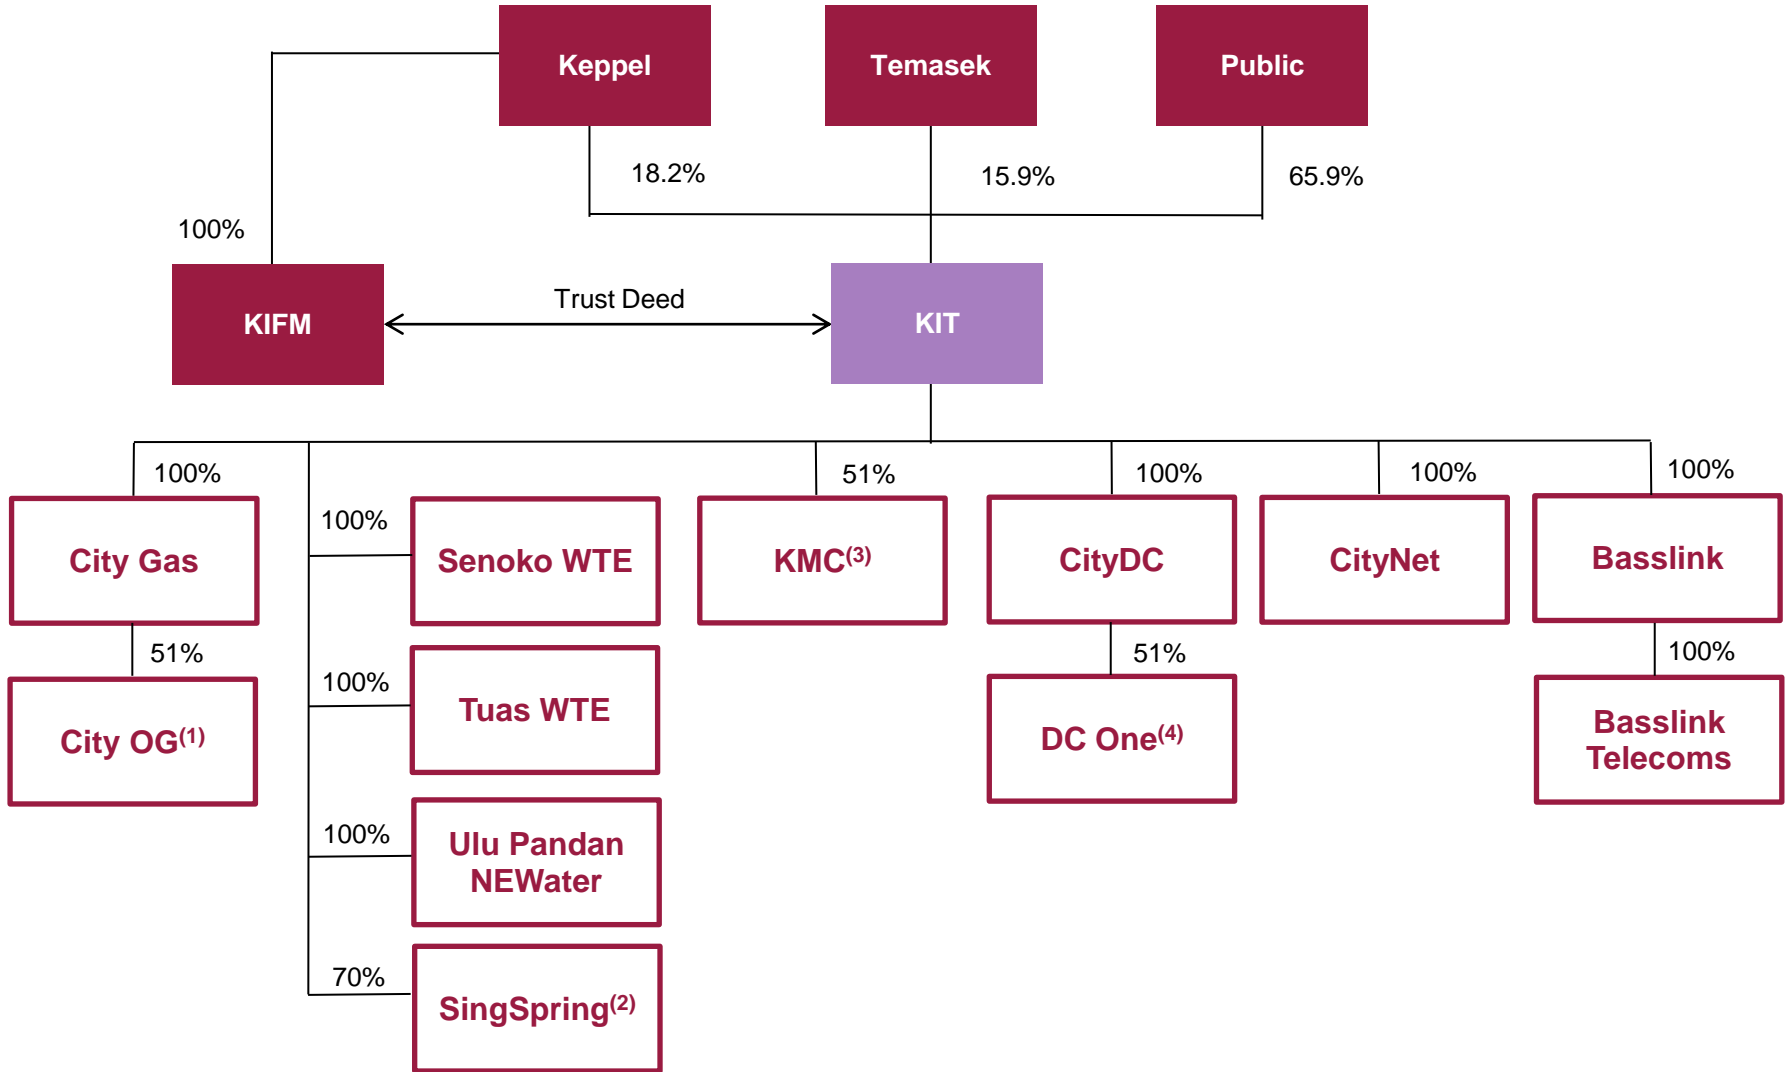 Keppel
Temasek
Public
18.2%
15.9%
65.9%
100%
KIFM
Trust Deed
KIT
100%
51%
100%
100%
100%
City Gas
100%
Senoko WTE
KMC(3)
CityDC
CityNet
Basslink
51%
51%
100%
City OG(1)
100%
Tuas WTE
DC One(4)
Basslink
Telecoms
100%
Ulu Pandan
NEWater
70%
SingSpring(2)